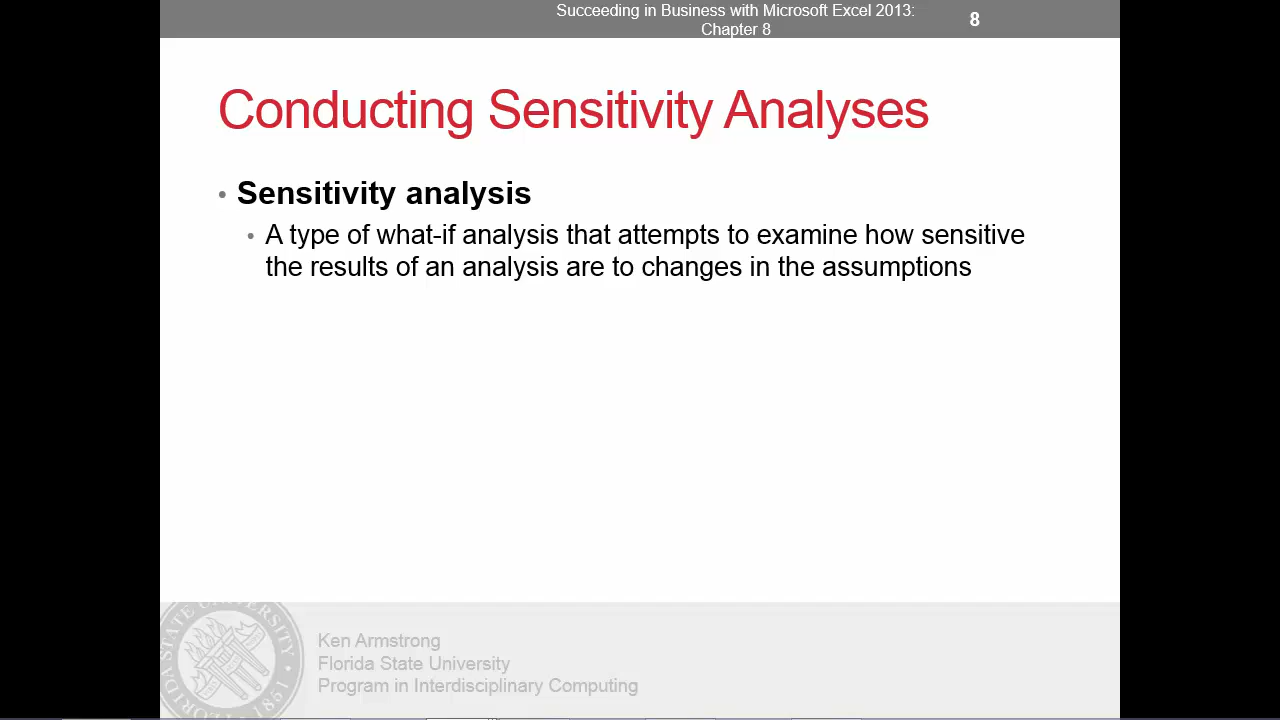 Succeeding in Business with Microsoft Excel 2013:
Chapter 8
8
Conducting Sensitivity Analyses
• Sensitivity analysis
• A type of what-if analysis that attempts to examine how sensitive
the results of an analysis are to changes in the assumptions
Ken Armstrong
Florida State University
Program in Interdisciplinary Computing